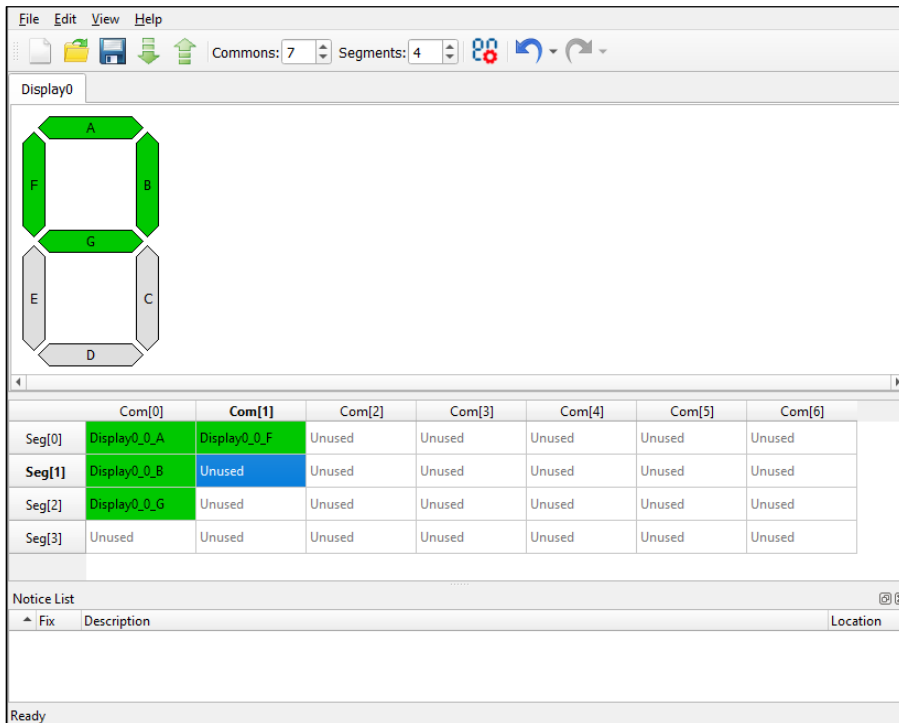 File Edit View Help
Commons: 7 Segments: 4
Display0
A
F B
G
E C
D
Com[0] Com[1] Com[2] Com[3] Com[4] Com[5] Com[6]
Seg[0] Display0_0_A Display0_0_F Unused Unused Unused Unused Unused
Seg[1] Display0_0_B Unused Unused Unused Unused Unused Unused
Seg[2] Display0_0_G Unused Unused Unused Unused Unused Unused
Seg[3] Unused Unused Unused Unused Unused Unused Unused
Notice List
Fix Description Location
Ready